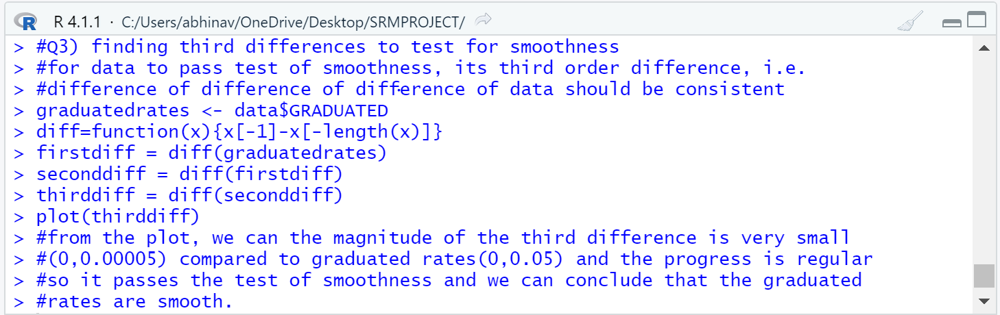 R R 4.1.1 · C:/Users/abhinav/OneDrive/Desktop/SRMPROJECT/
> #Q3) finding third differences to test for smoothness
> #for data to pass test of smoothness, its third order difference, i.e.
> #difference of difference of difference of data should be consistent
> graduatedrates <- data$GRADUATED
> diff=function(x){x[-1]-x[-length(x)]}
> firstdiff = diff(graduatedrates)
> seconddiff = diff(firstdiff)
> thirddiff = diff(seconddiff)
> plot(thirddiff)
> #from the plot, we can the magnitude of the third difference is very small
> #(0,0.00005) compared to graduated rates(0,0.05) and the progress is regular
> #so it passes the test of smoothness and we can conclude that the graduated
> #rates are smooth.